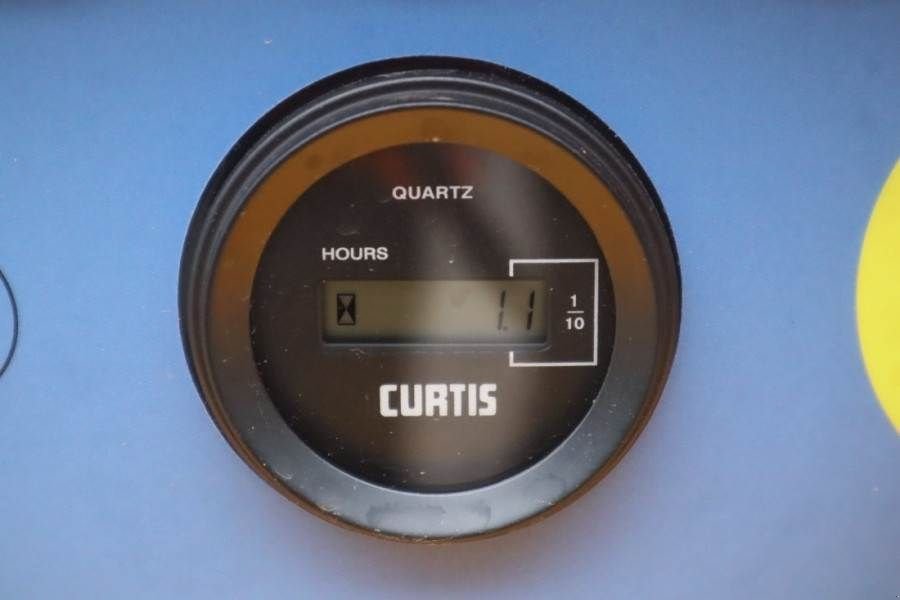 QUARTZ
HOURS
1.1
1/10
CURTIS